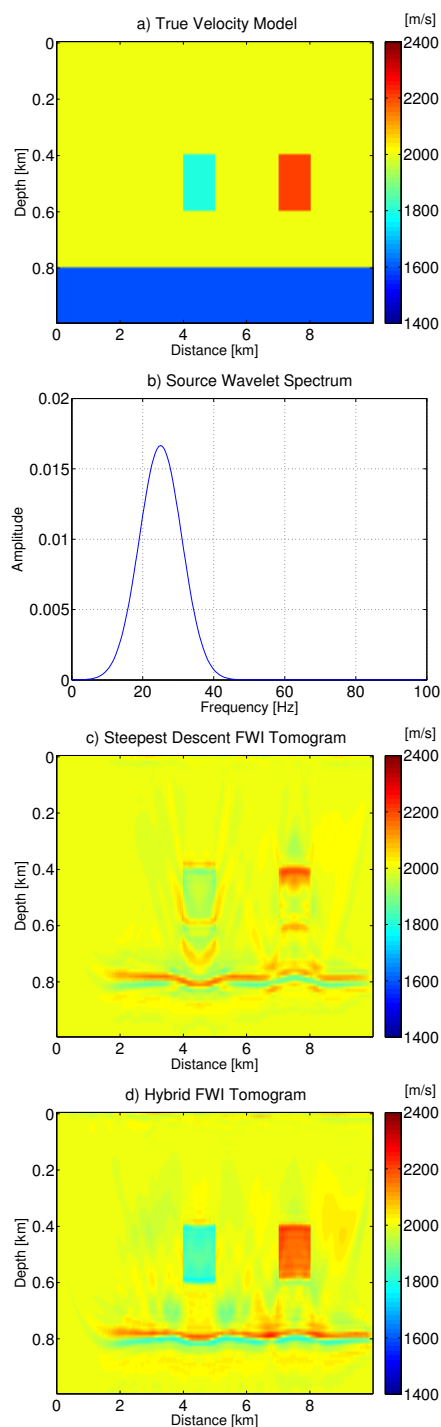 a) True Velocity Model
[m/s]
0
0.2
0.4
0.6
0.8
Depth [km]
0 2 4 6 8
Distance [km]
2400
2200
2000
1800
1600
1400
b) Source Wavelet Spectrum
0.02
0.015
0.01
0.005
0
Amplitude
0 20 40 60 80 100
Frequency [Hz]
c) Steepest Descent FWI Tomogram
[m/s]
0
0.2
0.4
0.6
0.8
Depth [km]
0 2 4 6 8
Distance [km]
2400
2200
2000
1800
1600
1400
d) Hybrid FWI Tomogram
[m/s]
0
0.2
0.4
0.6
0.8
Depth [km]
0 2 4 6 8
Distance [km]
2400
2200
2000
1800
1600
1400